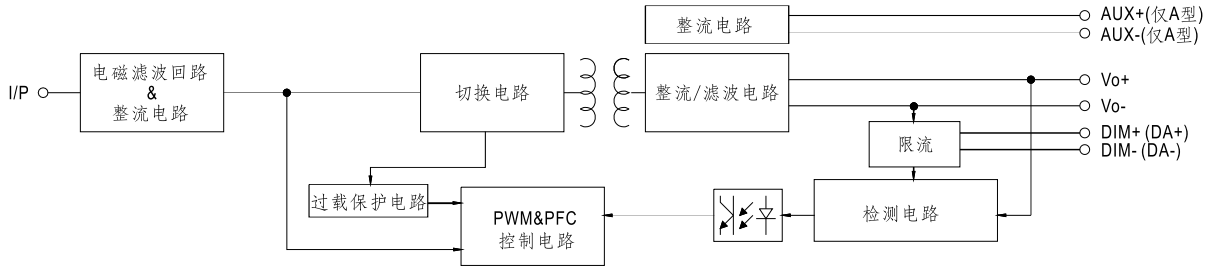 整流电路
AUX+(仅A型)
AUX-(仅A型)
I/P
电磁滤波回路
&
整流电路
切换电路
整流/滤波电路
Vo+
Vo-
DIM+ (DA+)
DIM- (DA-)
限流
过载保护电路
PWM&PFC
控制电路
检测电路